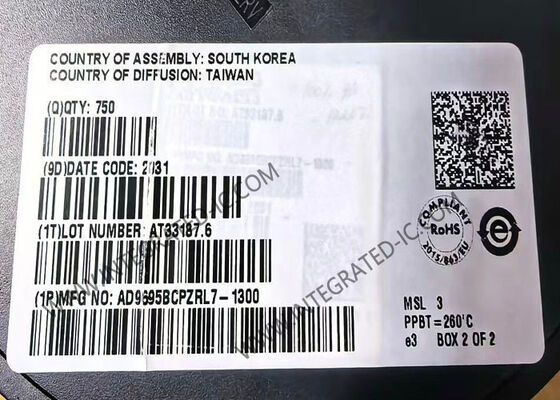 COUNTRY OF ASSEMBLY: SOUTH KOREA
COUNTRY OF DIFFUSION: TAIWAN
(Q)QTY: 750
(9D)DATE CODE: 2031
(1T)LOT NUMBER: AT83187.6
(1P)MFG NO: AD9695BCPZRL7-1300
COMPLIANT
RoHS
2015/863/EU
e
MSL 3
PPBT=260'C
e3 BOX 2 OF 2
WWW.INTEGRATED-IC.COM